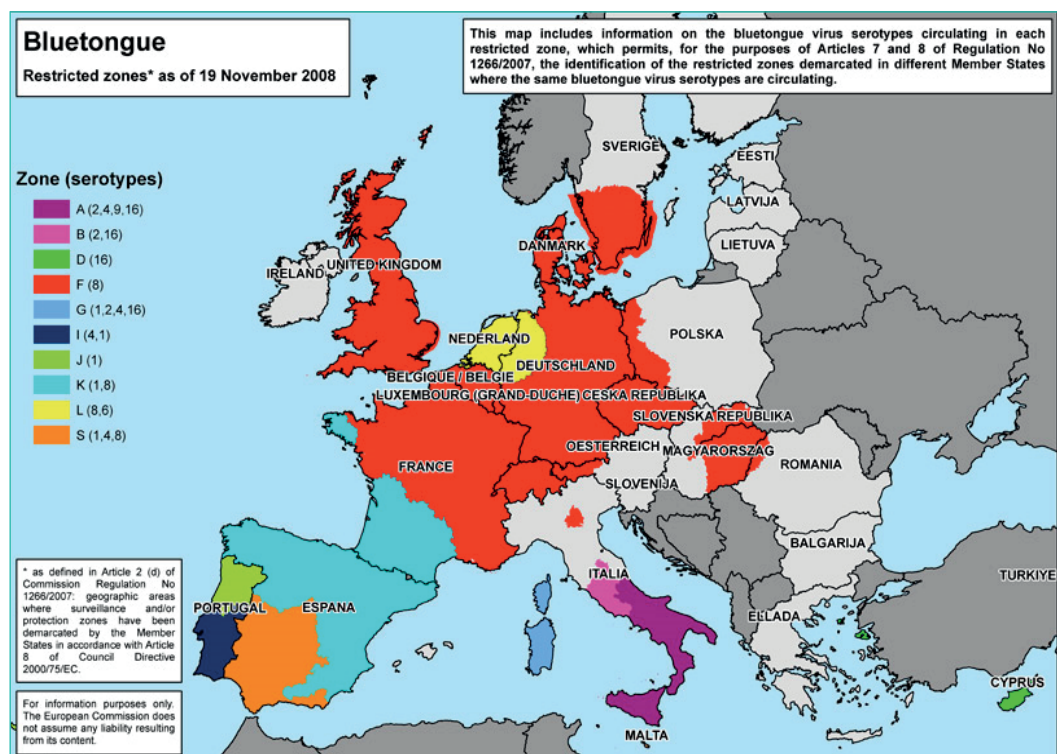 Bluetongue
Restricted zones* as of 19 November 2008
This map includes information on the bluetongue virus serotypes circulating in each
restricted zone, which permits, for the purposes of Articles 7 and 8 of Regulation No
1266/2007, the identification of the restricted zones demarcated in different Member States
where the same bluetongue virus serotypes are circulating.
Zone (serotypes)
A (2,4,9,16)
B (2,16)
D (16)
F (8)
G (1,2,4,16)
I (4,1)
J (1)
K (1,8)
L (8,6)
S (1,4,8)
SVERIGE
EESTI
LATVIJA
LIETUVA
DANMARK
IRELAND
UNITED KINGDOM
POLSKA
NEDERLAND
DEUTSCHLAND
BELGIQUE / BELGIE
LUXEMBOURG (GRAND-DUCHE)
CESKA REPUBLIKA
SLOVENSKA REPUBLIKA
OESTERREICH
MAGYARORSZAG
FRANCE
ROMANIA
SLOVENIJA
BALGARIJA
ITALIA
TURKIYE
PORTUGAL
ESPANA
ELLADA
CYPRUS
MALTA
* as defined in Article 2 (d) of
Commission Regulation No
1266/2007: geographic areas
where surveillance and/or
protection zones have been
demarcated by the Member
States in accordance with Article
8 of Council Directive
2000/75/EC.
For information purposes only.
The European Commission does
not assume any liability resulting
from its content.